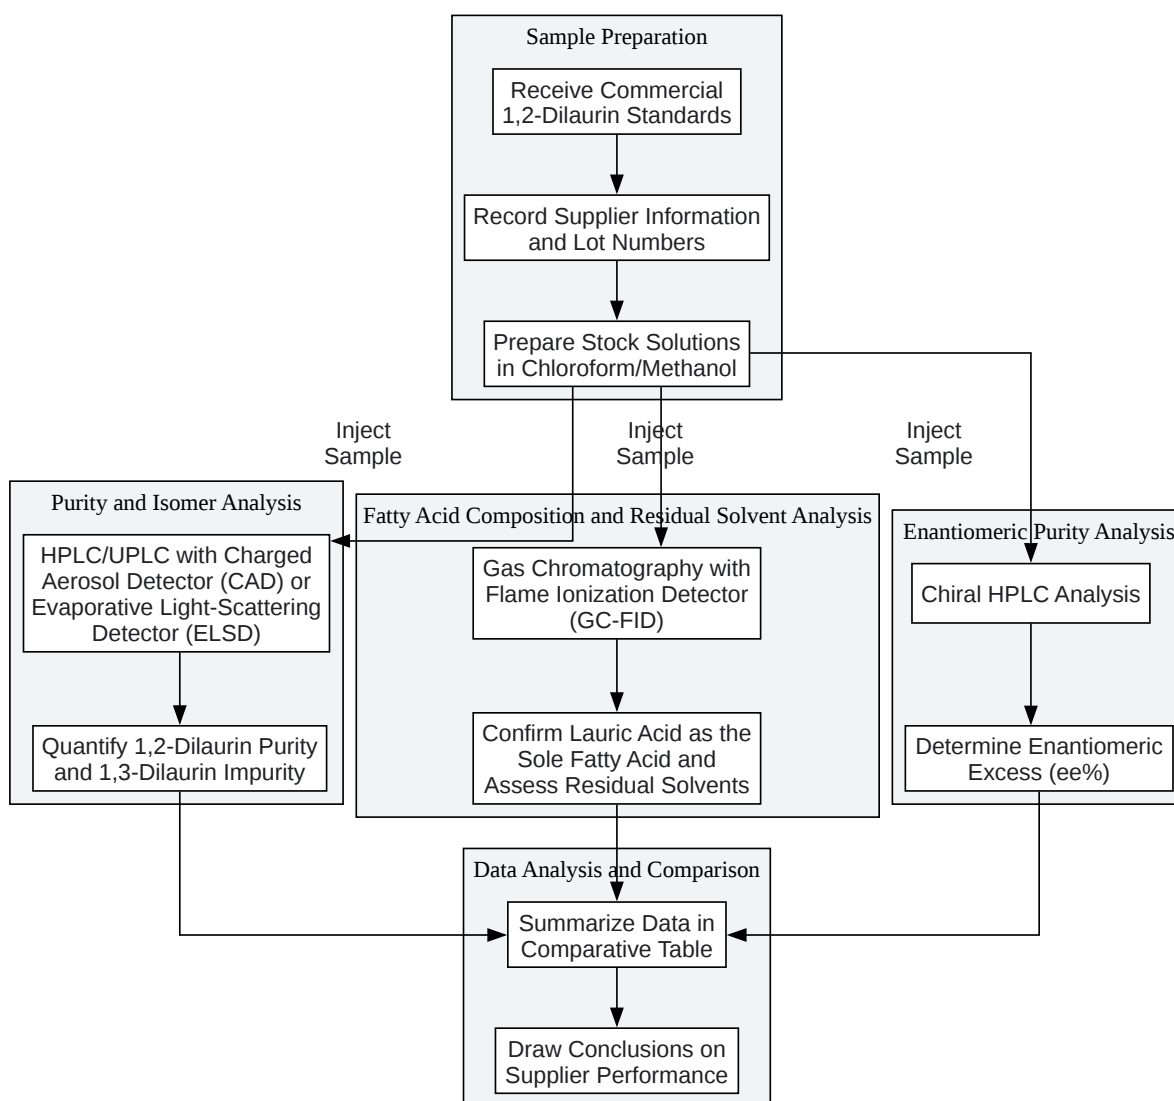 Sample Preparation
Receive Commercial
1,2-Dilaurin Standards
Record Supplier Information
and Lot Numbers
Prepare Stock Solutions
in Chloroform/Methanol
Inject
Sample
Inject
Sample
Inject
Sample
Purity and Isomer Analysis
HPLC/UPLC with Charged
Aerosol Detector (CAD) or
Evaporative Light-Scattering
Detector (ELSD)
Quantify 1,2-Dilaurin Purity
and 1,3-Dilaurin Impurity
Fatty Acid Composition and Residual Solvent Analysis
Gas Chromatography with
Flame Ionization Detector
(GC-FID)
Confirm Lauric Acid as the
Sole Fatty Acid and
Assess Residual Solvents
Enantiomeric Purity Analysis
Chiral HPLC Analysis
Determine Enantiomeric
Excess (ee%)
Data Analysis and Comparison
Summarize Data in
Comparative Table
Draw Conclusions on
Supplier Performance